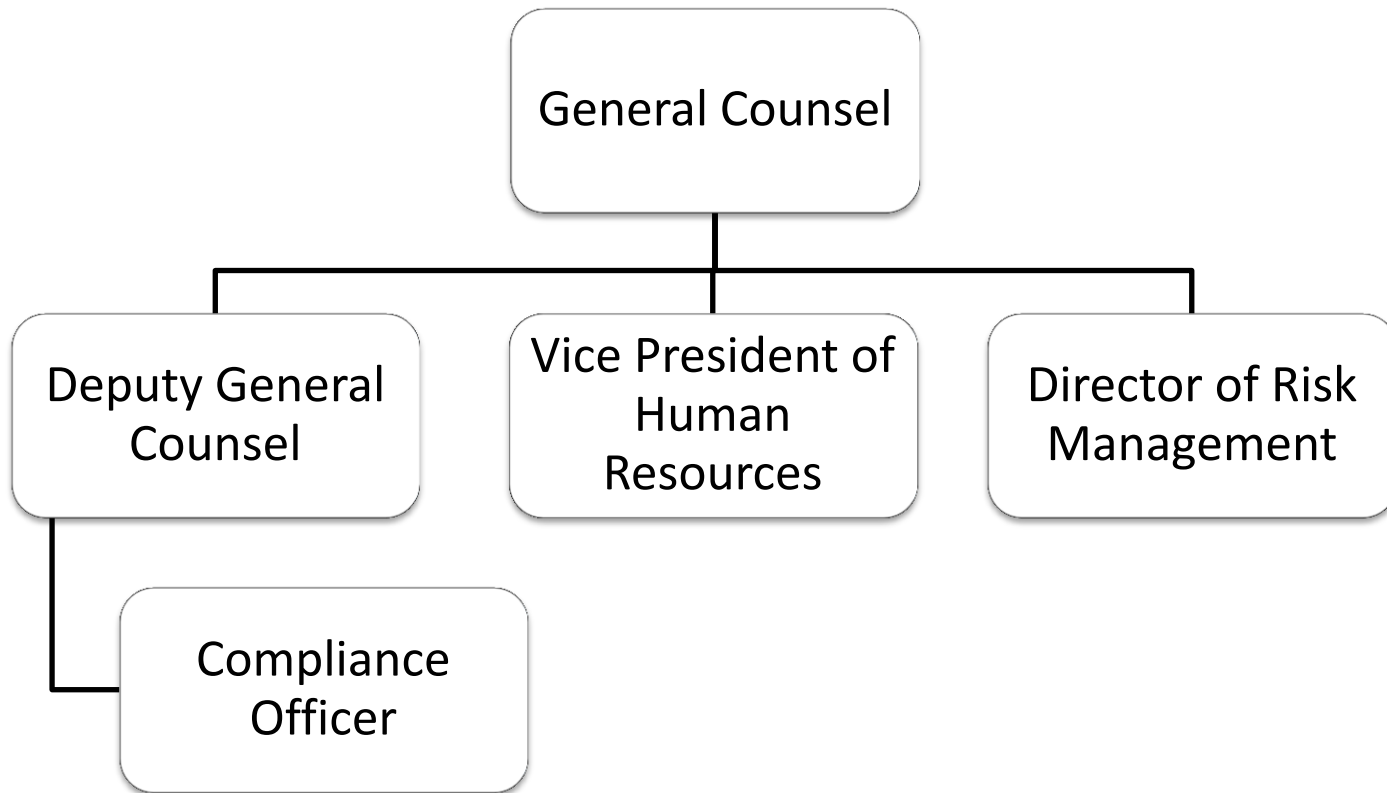 General Counsel
Deputy General
Counsel
Vice President of
Human
Resources
Director of Risk
Management
Compliance
Officer